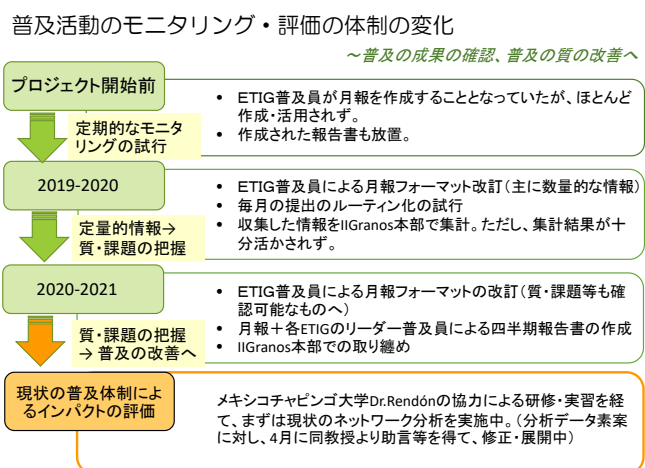 普及活動のモニタリング・評価の体制の変化
～普及の成果の確認、普及の質の改善へ
プロジェクト開始前
• ETIG普及員が月報を作成することとなっていたが、ほとんど
作成・活用されず。
• 作成された報告書も放置。
定期的なモニタ
リングの試行
2019-2020
• ETIG普及員による月報フォーマット改訂（主に数量的な情報）
• 毎月の提出のルーティン化の試行
• 収集した情報をIIGranos本部で集計。ただし、集計結果が十
分活かされず。
定量的情報→
質・課題の把握
2020-2021
• ETIG普及員による月報フォーマットの改訂（質・課題等も確
認可能なものへ）
• 月報＋各ETIGのリーダー普及員による四半期報告書の作成
• IIGranos本部での取り纏め
質・課題の把握
→ 普及の改善へ
現状の普及体制によ
るインパクトの評価
メキシコチャピンゴ大学Dr.Rendónの協力による研修・実習を経
て、まずは現状のネットワーク分析を実施中。（分析データ素案
に対し、4月に同教授より助言等を得て、修正・展開中）